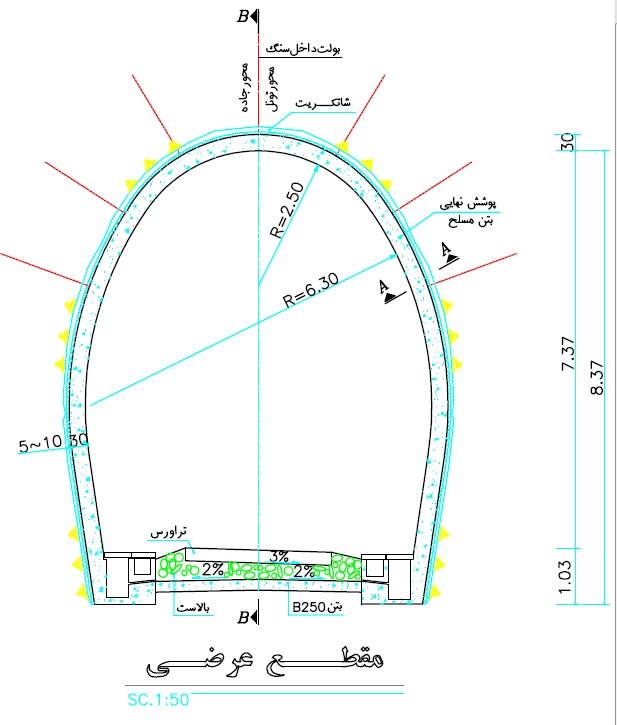 B
بولت داخل سنگ
محور جاده
محور تونل
شاتکریت
30
R=2.50
پوشش نهایی
بتن مسلح
A
R=6.30
A
7.37
8.37
5~10
30
تراورس
3%
2%
2%
1.03
بالاست
بتن B250
B
مقطع عرضی
SC.1:50